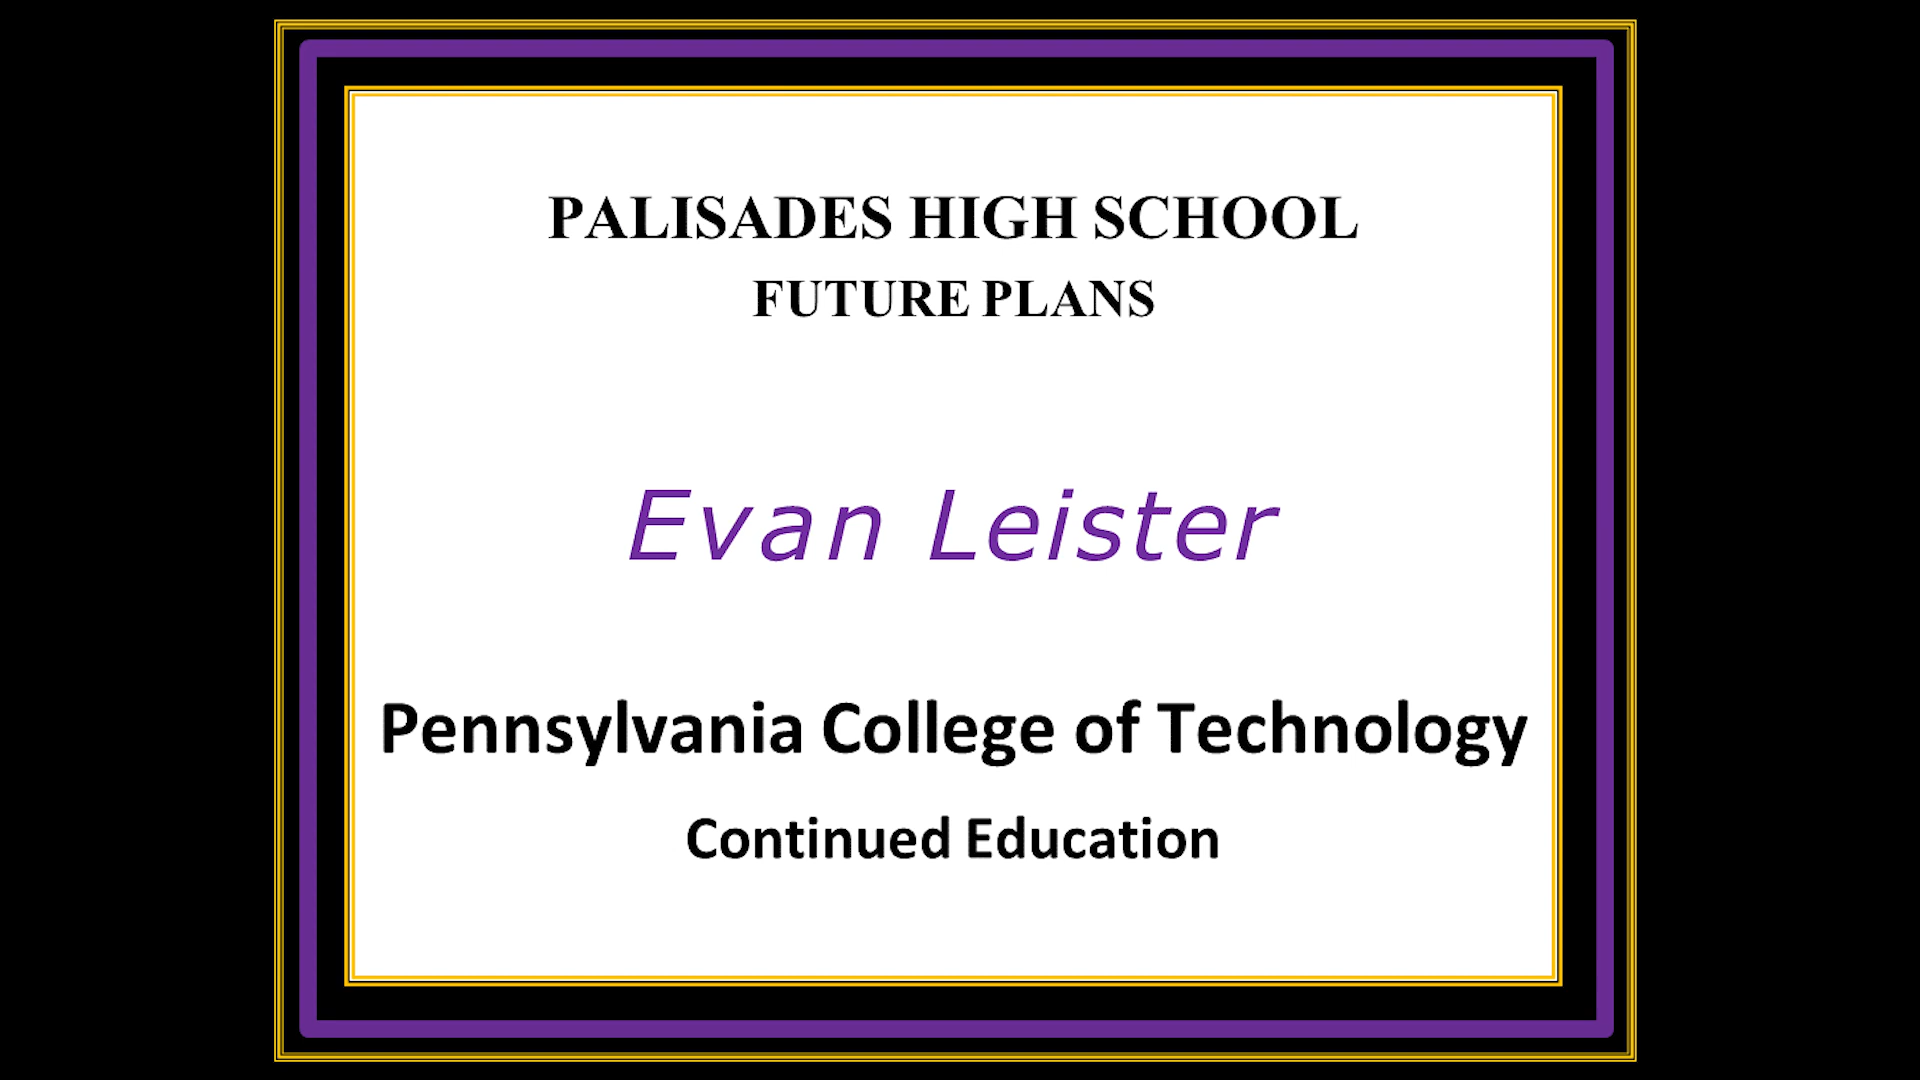 PALISADES HIGH SCHOOL
FUTURE PLANS
Evan Leister
Pennsylvania College of Technology
Continued Education